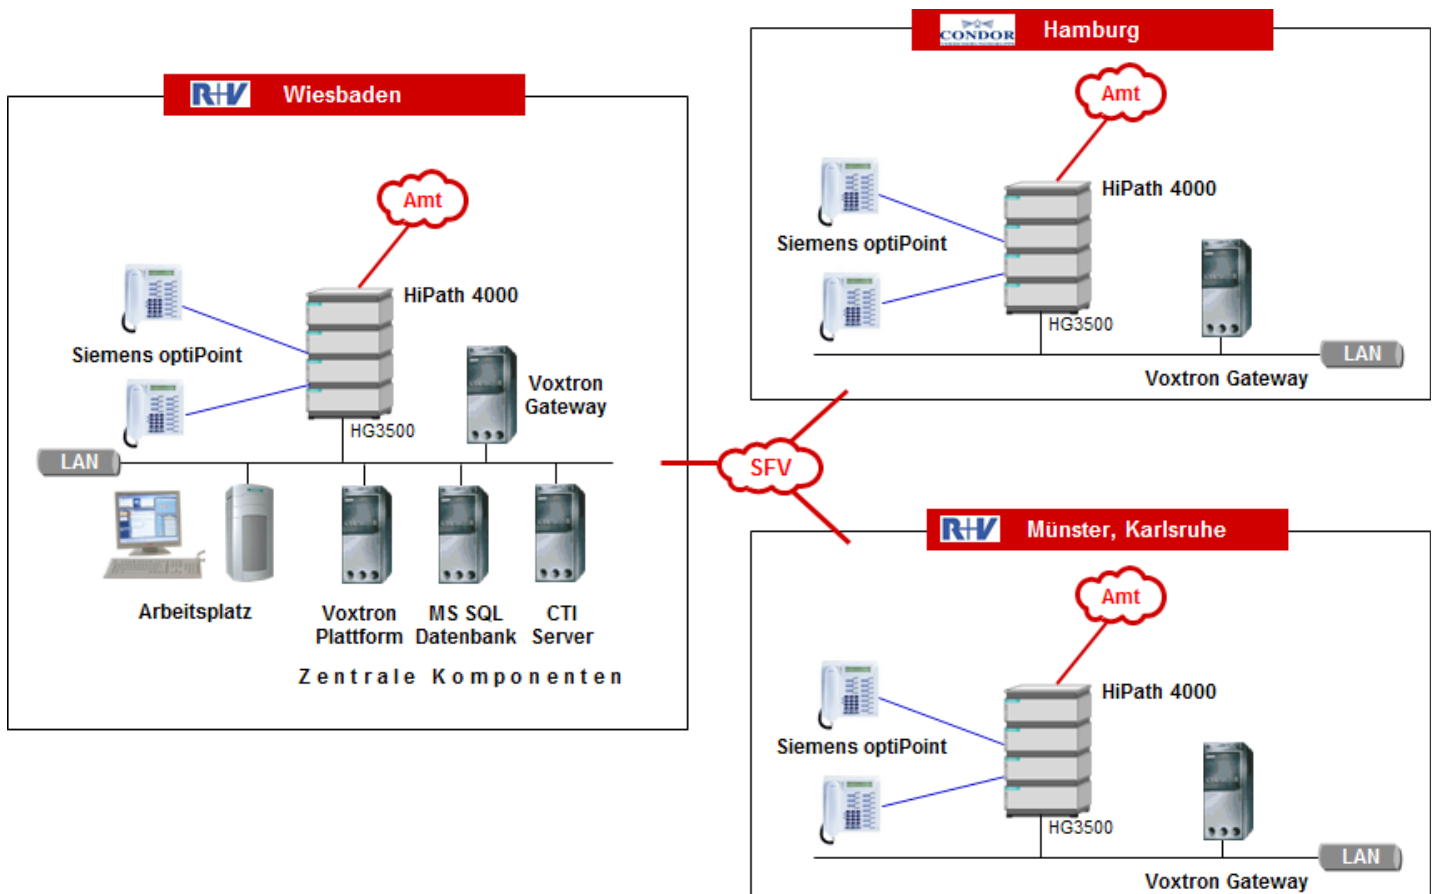 R+V Wiesbaden
Amt
HiPath 4000
Siemens optiPoint
HG3500
Voxtron
Gateway
LAN
Arbeitsplatz
Voxtron
Plattform
MS SQL
Datenbank
CTI
Server
Zentrale Komponenten
SFV
CONDOR Hamburg
Amt
HiPath 4000
Siemens optiPoint
HG3500
LAN
Voxtron Gateway
R+V Münster, Karlsruhe
Amt
HiPath 4000
Siemens optiPoint
HG3500
LAN
Voxtron Gateway